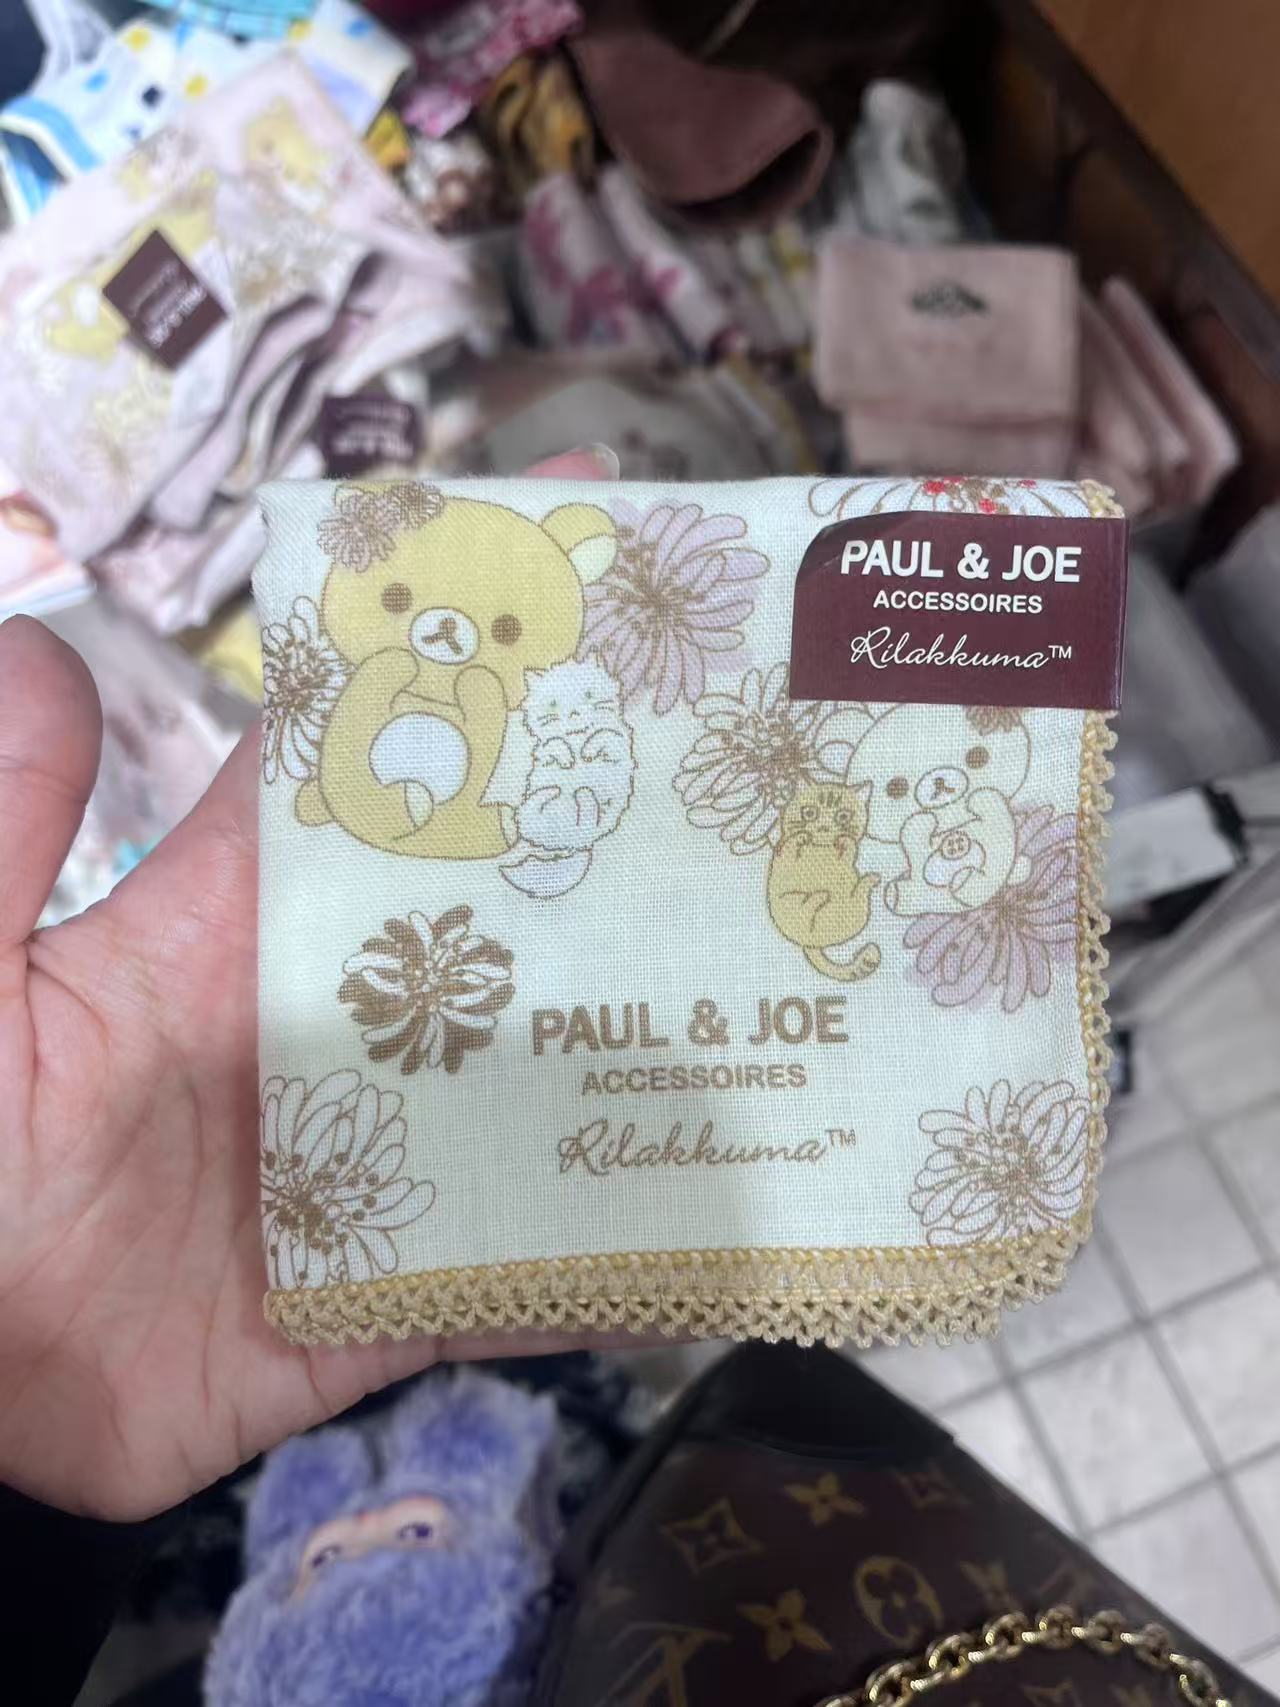 PAUL & JOE
ACCESSOIRES
Rilakkuma™
PAUL & JOE
ACCESSOIRES
Rilakkuma™